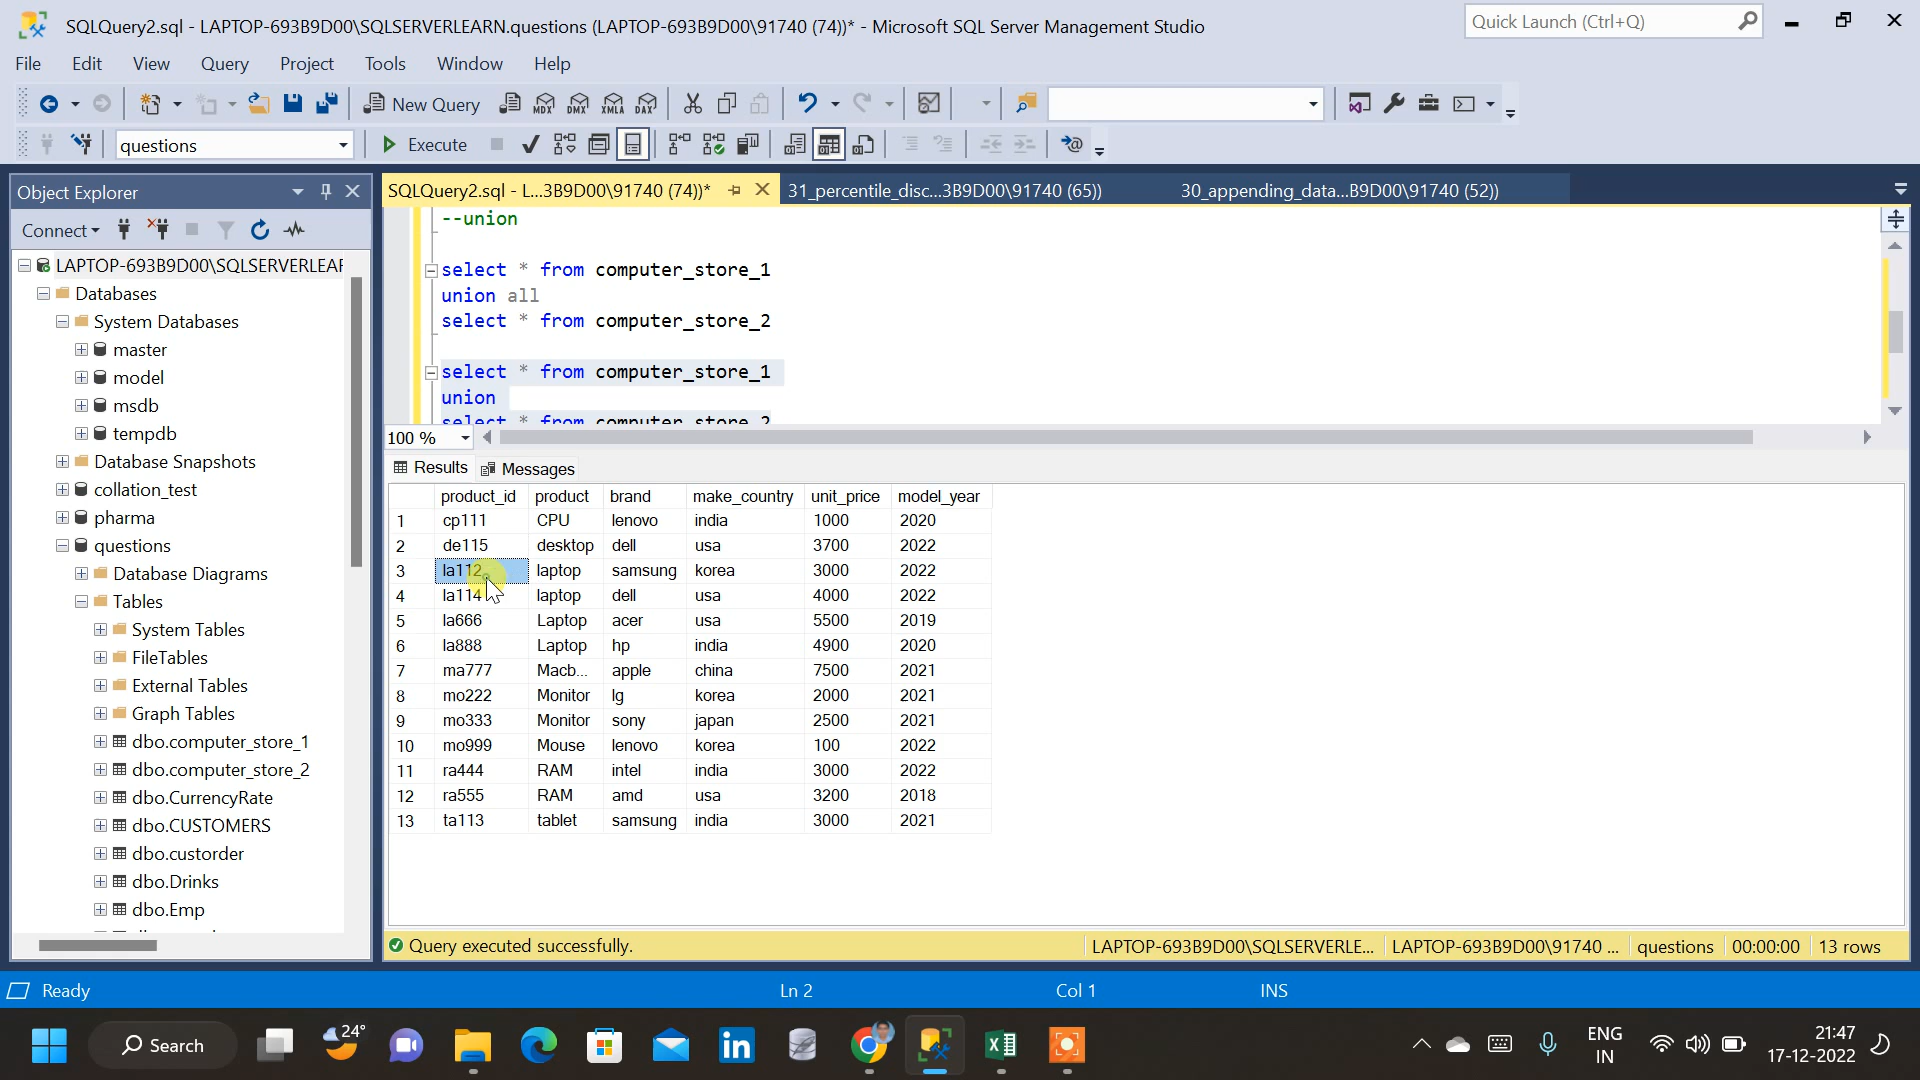 SQLQuery2.sql - LAPTOP-693B9D00\SQLSERVERLEARN.questions (LAPTOP-693B9D00\91740 (74))* - Microsoft SQL Server Management Studio
Quick Launch (Ctrl+Q)
File Edit View Query Project Tools Window Help
New Query MDX DMX XMLA DAX
questions Execute
Object Explorer
SQLQuery2.sql - L...3B9D00\91740 (74))* 31_percentile_disc...3B9D00\91740 (65)) 30_appending_data...B9D00\91740 (52))
Connect
LAPTOP-693B9D00\SQLSERVERLEAR
Databases
System Databases
master
model
msdb
tempdb
Database Snapshots
collation_test
pharma
questions
Database Diagrams
Tables
System Tables
FileTables
External Tables
Graph Tables
dbo.computer_store_1
dbo.computer_store_2
dbo.CurrencyRate
dbo.CUSTOMERS
dbo.custorder
dbo.Drinks
dbo.Emp
--union
select * from computer_store_1
union all
select * from computer_store_2
select * from computer_store_1
union
select * from computer_store_2
100 %
Results Messages
product_id product brand make_country unit_price model_year
1 cp111 CPU lenovo india 1000 2020
2 de115 desktop dell usa 3700 2022
3 la112 laptop samsung korea 3000 2022
4 la114 laptop dell usa 4000 2022
5 la666 Laptop acer usa 5500 2019
6 la888 Laptop hp india 4900 2020
7 ma777 Macb... apple china 7500 2021
8 mo222 Monitor lg korea 2000 2021
9 mo333 Monitor sony japan 2500 2021
10 mo999 Mouse lenovo korea 100 2022
11 ra444 RAM intel india 3000 2022
12 ra555 RAM amd usa 3200 2018
13 ta113 tablet samsung india 3000 2021
Query executed successfully. LAPTOP-693B9D00\SQLSERVERLE... LAPTOP-693B9D00\91740 ... questions 00:00:00 13 rows
Ready Ln 2 Col 1 INS
Search 24° ENG IN 21:47
17-12-2022